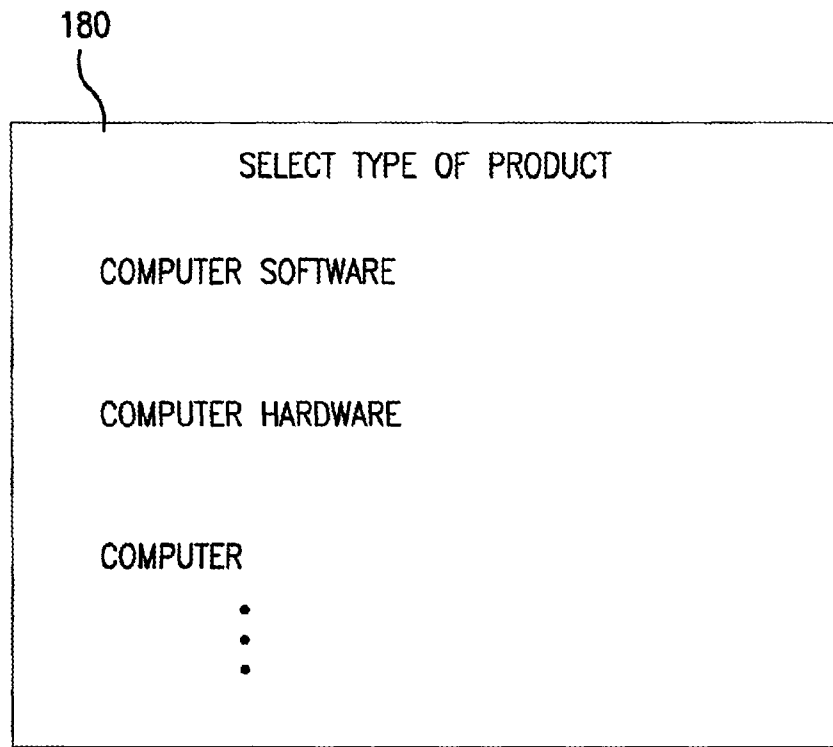 180
SELECT TYPE OF PRODUCT
COMPUTER SOFTWARE
COMPUTER HARDWARE
COMPUTER